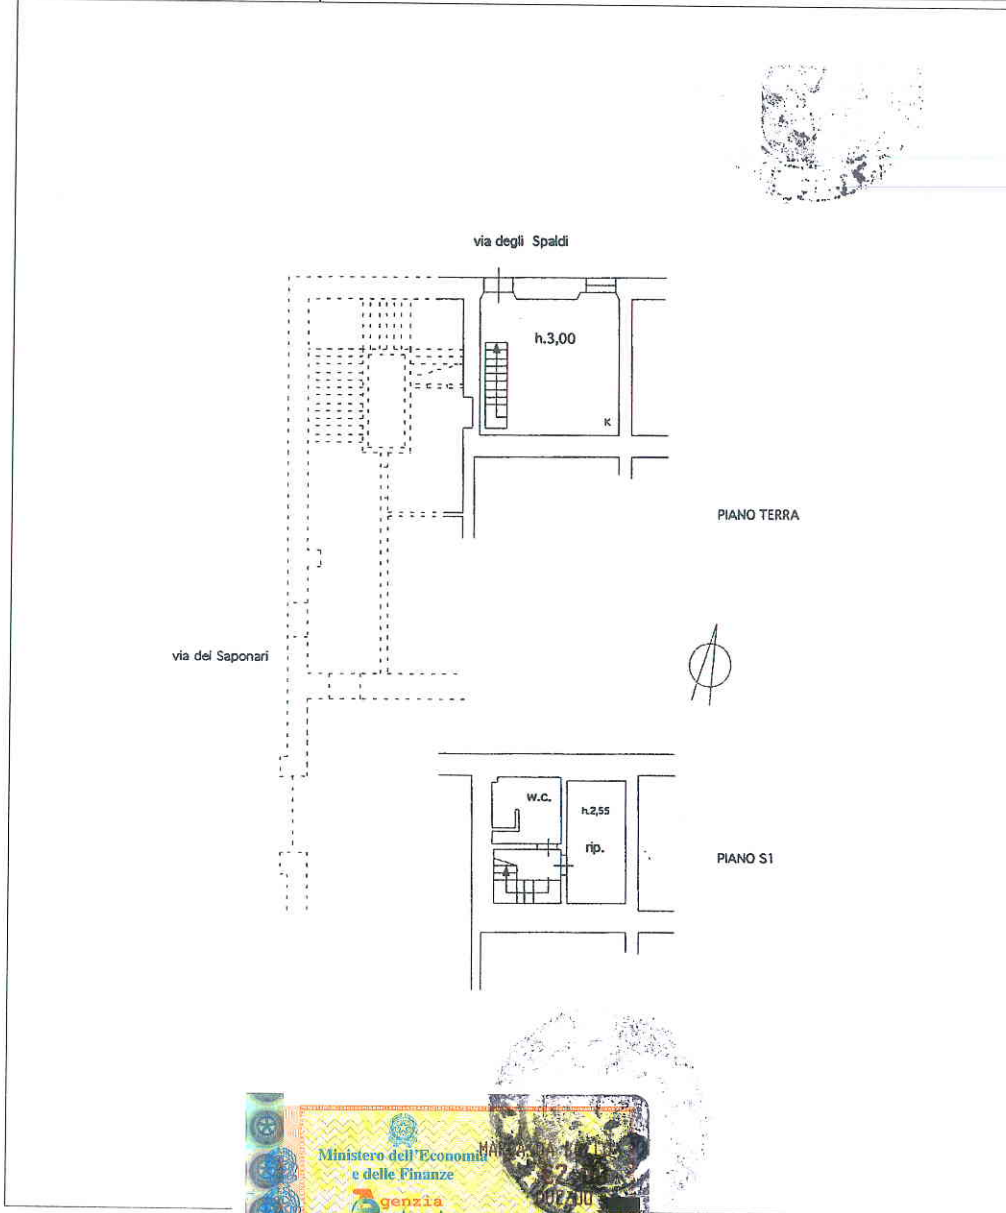 via degli Spaldi
h.3,00
K
PIANO TERRA
via dei Saponari
W.C.
h.2,55
rip.
PIANO S1
Ministero dell'Economia
e delle Finanze
genzia